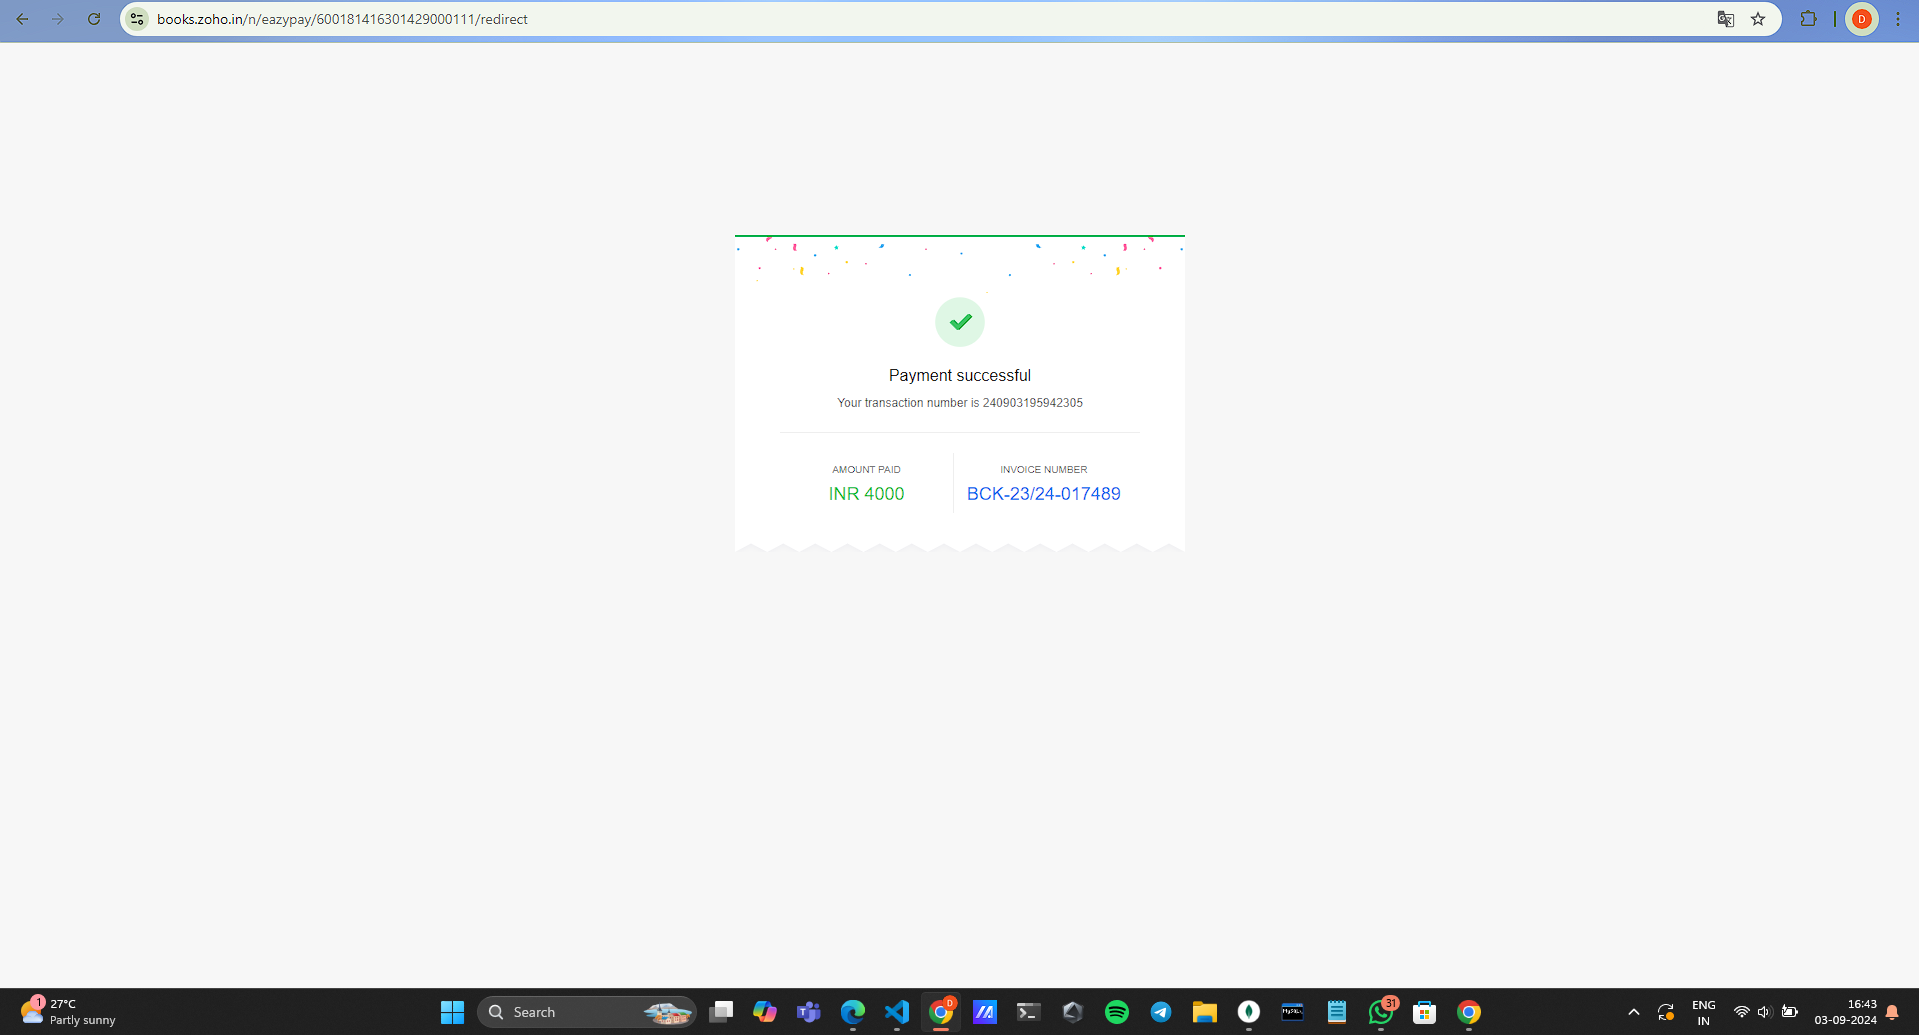 books.zoho.in/n/eazypay/600181416301429000111/redirect
D
Payment successful
Your transaction number is 240903195942305
AMOUNT PAID
INVOICE NUMBER
INR 4000
BCK-23/24-017489
1
27°C
Partly sunny
Search
D
T
MySQL
31
ENG
IN
16:43
03-09-2024